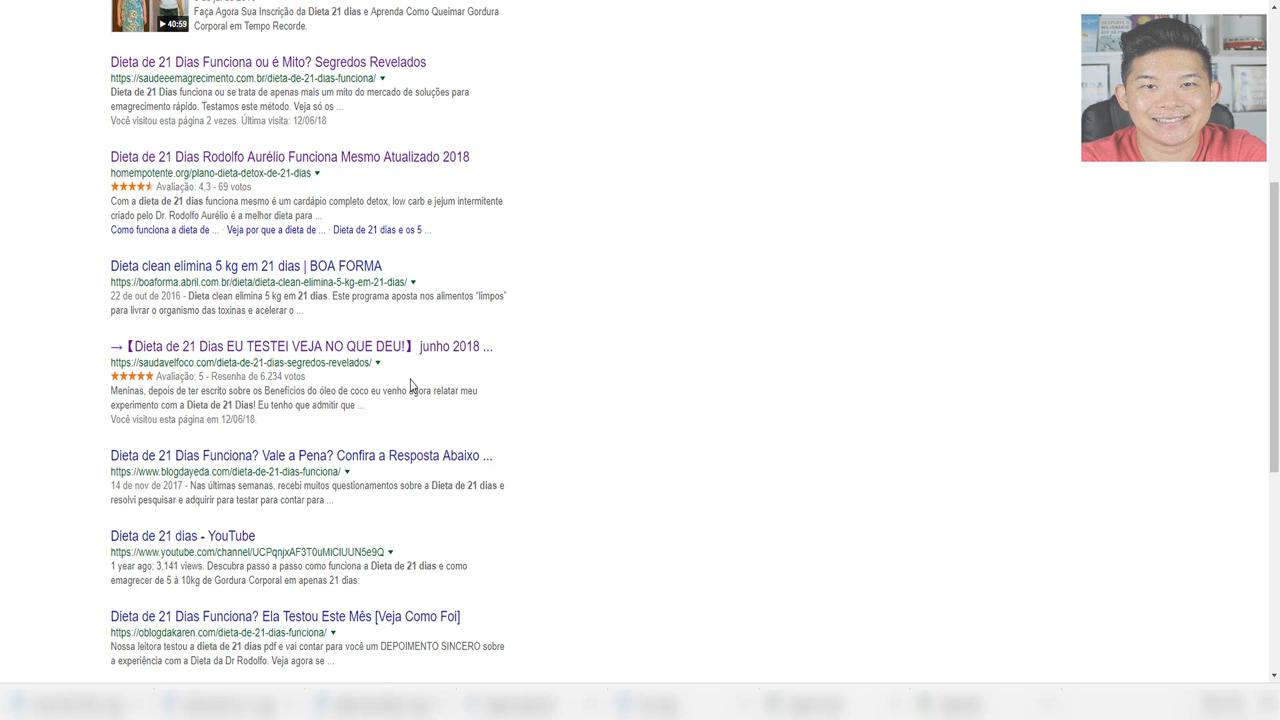 Faça Agora Sua Inscrição da Dieta 21 dias e Aprenda Como Queimar Gordura
Corporal em Tempo Recorde.
40:59
Dieta de 21 Dias Funciona ou é Mito? Segredos Revelados
https://saudeeemagrecimento.com.br/dieta-de-21-dias-funciona/
Dieta de 21 Dias funciona ou se trata de apenas mais um mito do mercado de soluções para
emagrecimento rápido. Testamos este método. Veja só os ...
Você visitou esta página 2 vezes. Última visita: 12/06/18
Dieta de 21 Dias Rodolfo Aurélio Funciona Mesmo Atualizado 2018
homempotente.org/plano-dieta-detox-de-21-dias
Avaliação: 4,3 - 69 votos
Com a dieta de 21 dias funciona mesmo é um cardápio completo detox, low carb e jejum intermitente
criado pelo Dr. Rodolfo Aurélio é a melhor dieta para ...
Como funciona a dieta de ... · Veja por que a dieta de ... · Dieta de 21 dias e os 5 ...
Dieta clean elimina 5 kg em 21 dias | BOA FORMA
https://boaforma.abril.com.br/dieta/dieta-clean-elimina-5-kg-em-21-dias/
22 de out de 2016 - Dieta clean elimina 5 kg em 21 dias. Este programa aposta nos alimentos “limpos”
para livrar o organismo das toxinas e acelerar o ...
→【Dieta de 21 Dias EU TESTEI VEJA NO QUE DEU!】 junho 2018 ...
https://saudavelfoco.com/dieta-de-21-dias-segredos-revelados/
Avaliação: 5 - Resenha de 6.234 votos
Meninas, depois de ter escrito sobre os Benefícios do óleo de coco eu venho agora relatar meu
experimento com a Dieta de 21 Dias! Eu tenho que admitir que ...
Você visitou esta página em 12/06/18.
Dieta de 21 Dias Funciona? Vale a Pena? Confira a Resposta Abaixo ...
https://www.blogdayeda.com/dieta-de-21-dias-funciona/
14 de nov de 2017 - Nas últimas semanas, recebi muitos questionamentos sobre a Dieta de 21 dias e
resolvi pesquisar e adquirir para testar para contar para ...
Dieta de 21 dias - YouTube
https://www.youtube.com/channel/UCPqnjxAF3T0uMiCIUUN5e9Q
1 year ago; 3,141 views. Descubra passo a passo como funciona a Dieta de 21 dias e como
emagrecer de 5 à 10kg de Gordura Corporal em apenas 21 dias:
Dieta de 21 Dias Funciona? Ela Testou Este Mês [Veja Como Foi]
https://oblogdakaren.com/dieta-de-21-dias-funciona/
Nossa leitora testou a dieta de 21 dias pdf e vai contar para você um DEPOIMENTO SINCERO sobre
a experiência com a Dieta da Dr Rodolfo. Veja agora se ...